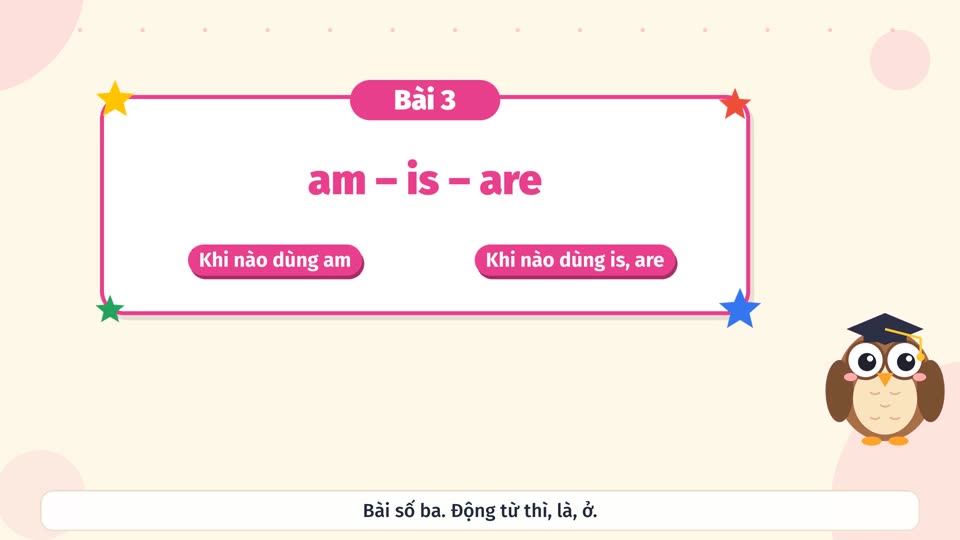 Bài 3
am – is – are
Khi nào dùng am
Khi nào dùng is, are
Bài số ba. Động từ thì, là, ở.